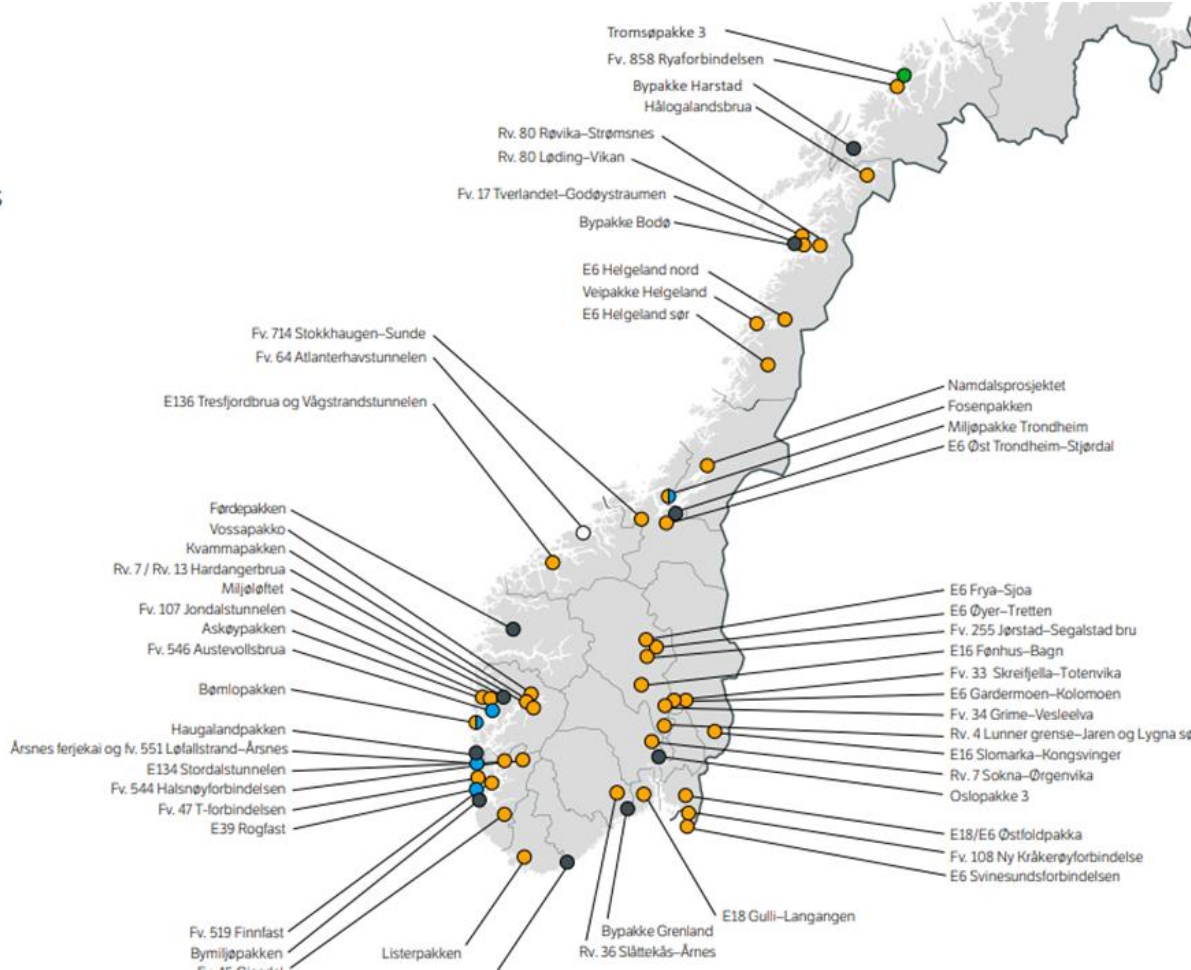 s
Tromsøpakke 3
Fv. 858 Ryaforbindelsen
Bypakke Harstad
Hålogalandsbrua
Rv. 80 Røvika–Strømsnes
Rv. 80 Løding–Vikan
Fv. 17 Tverlandet–Godøystraumen
Bypakke Bodø
E6 Helgeland nord
Veipakke Helgeland
E6 Helgeland sør
Fv. 714 Stokkhaugen–Sunde
Fv. 64 Atlanterhavstunnelen
E136 Tresfjordbrua og Vågstrandstunnelen
Namdalsprosjektet
Fosenpakken
Miljøpakke Trondheim
E6 Øst Trondheim–Stjørdal
Førdepakken
Vossapakko
Kvammapakken
Rv. 7 / Rv. 13 Hardangerbrua
Miljøløftet
Fv. 107 Jondalstunnelen
Askøypakken
Fv. 546 Austevollsbrua
Bømlopakken
Haugalandpakken
Årsnes ferjekai og fv. 551 Løfallstrand–Årsnes
E134 Stordalstunnelen
Fv. 544 Halsnøyforbindelsen
Fv. 47 T-forbindelsen
E39 Rogfast
E6 Frya–Sjoa
E6 Øyer–Tretten
Fv. 255 Jørstad–Segalstad bru
E16 Fønhus–Bagn
Fv. 33 Skreifjella–Totenvika
E6 Gardermoen–Kolomoen
Fv. 34 Grime–Vesleelva
Rv. 4 Lunner grense–Jaren og Lygna sø
E16 Slomarka–Kongsvinger
Rv. 7 Sokna–Ørgenvika
Oslopakke 3
E18/E6 Østfoldpakka
Fv. 108 Ny Kråkerøyforbindelse
E6 Svinesundsforbindelsen
E18 Gulli–Langangen
Bypakke Grenland
Rv. 36 Slåttekås–Årnes
Listerpakken
Fv. 519 Finnfast
Bymiljøpakken